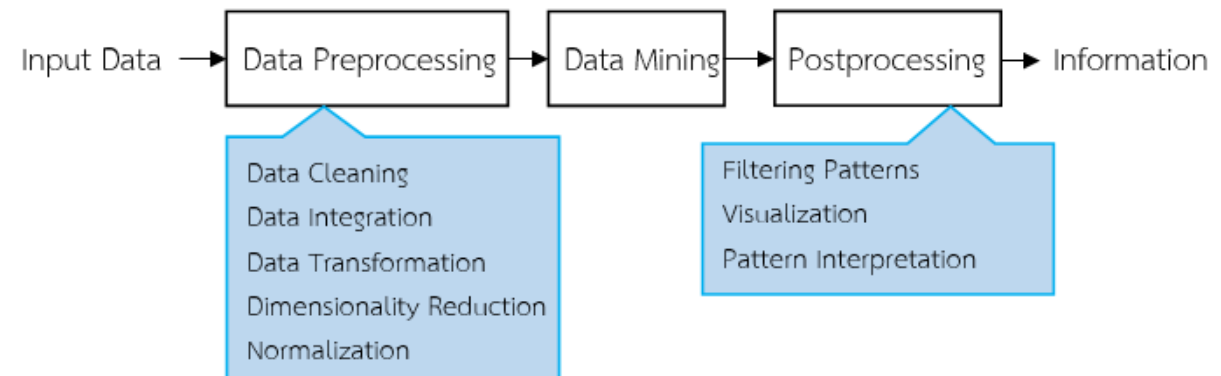 Input Data
Data Preprocessing
Data Mining
Postprocessing
Information
Data Cleaning
Data Integration
Data Transformation
Dimensionality Reduction
Normalization
Filtering Patterns
Visualization
Pattern Interpretation